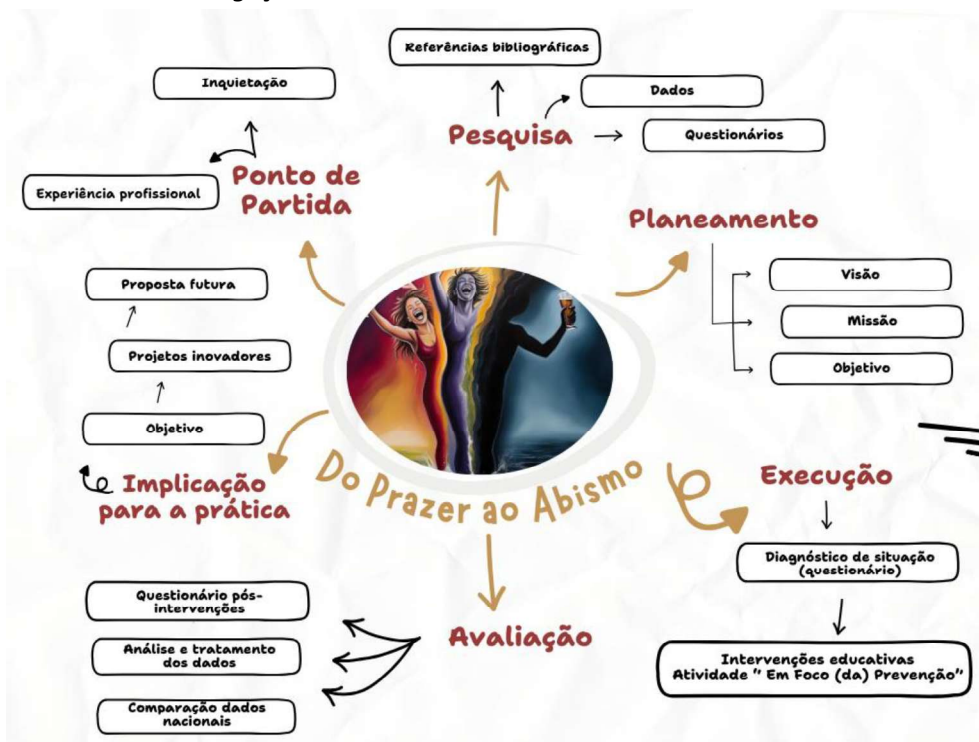 Referências bibliográficas
Dados
Questionários
Pesquisa
Inquietação
Experiência profissional
Ponto de
Partida
Planeamento
Visão
Missão
Objetivo
Proposta futura
Projetos inovadores
Objetivo
Implicação
para a prática
Do Prazer ao Abismo
Execução
Diagnóstico de situação
(questionário)
Intervenções educativas
Atividade " Em Foco (da) Prevenção"
Avaliação
Questionário pós-
intervenções
Análise e tratamento
dos dados
Comparação dados
nacionais